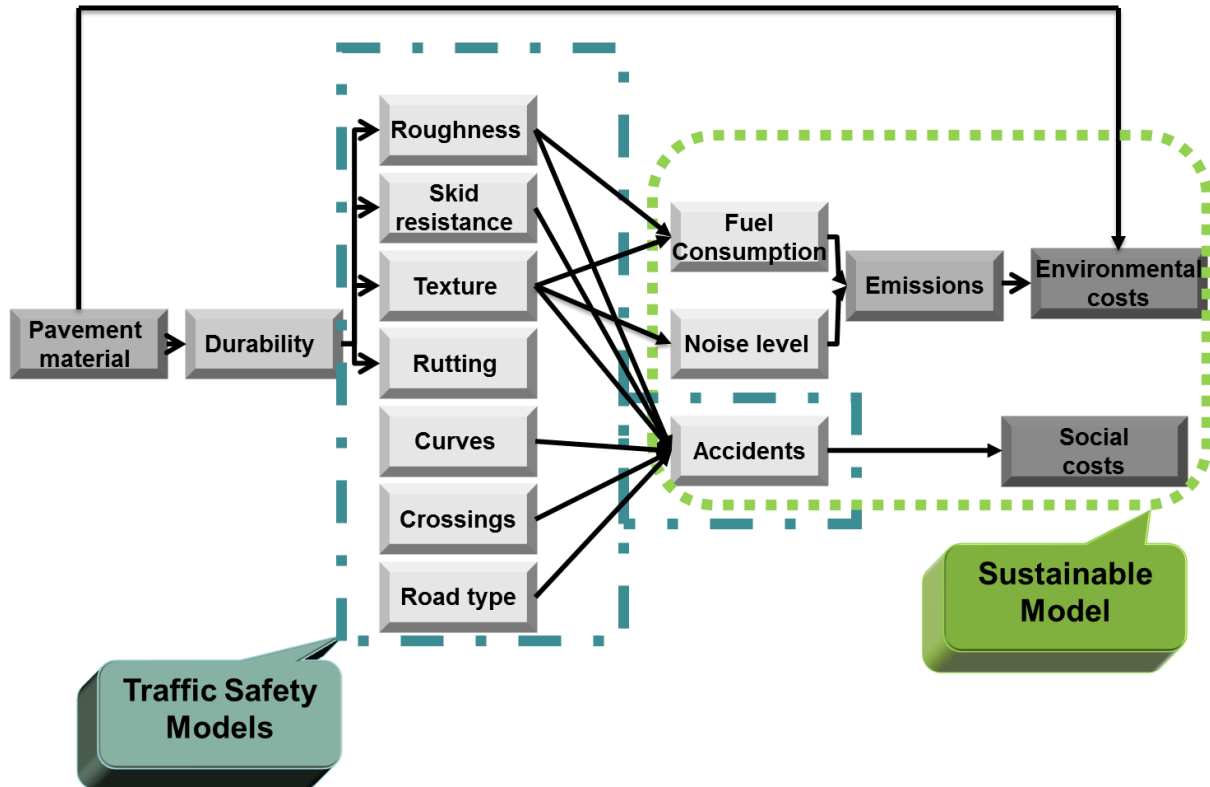 Roughness
Skid
resistance
Texture
Rutting
Curves
Crossings
Road type
Pavement
material
Durability
Fuel
Consumption
Noise level
Accidents
Emissions
Environmental
costs
Social
costs
Traffic Safety
Models
Sustainable
Model